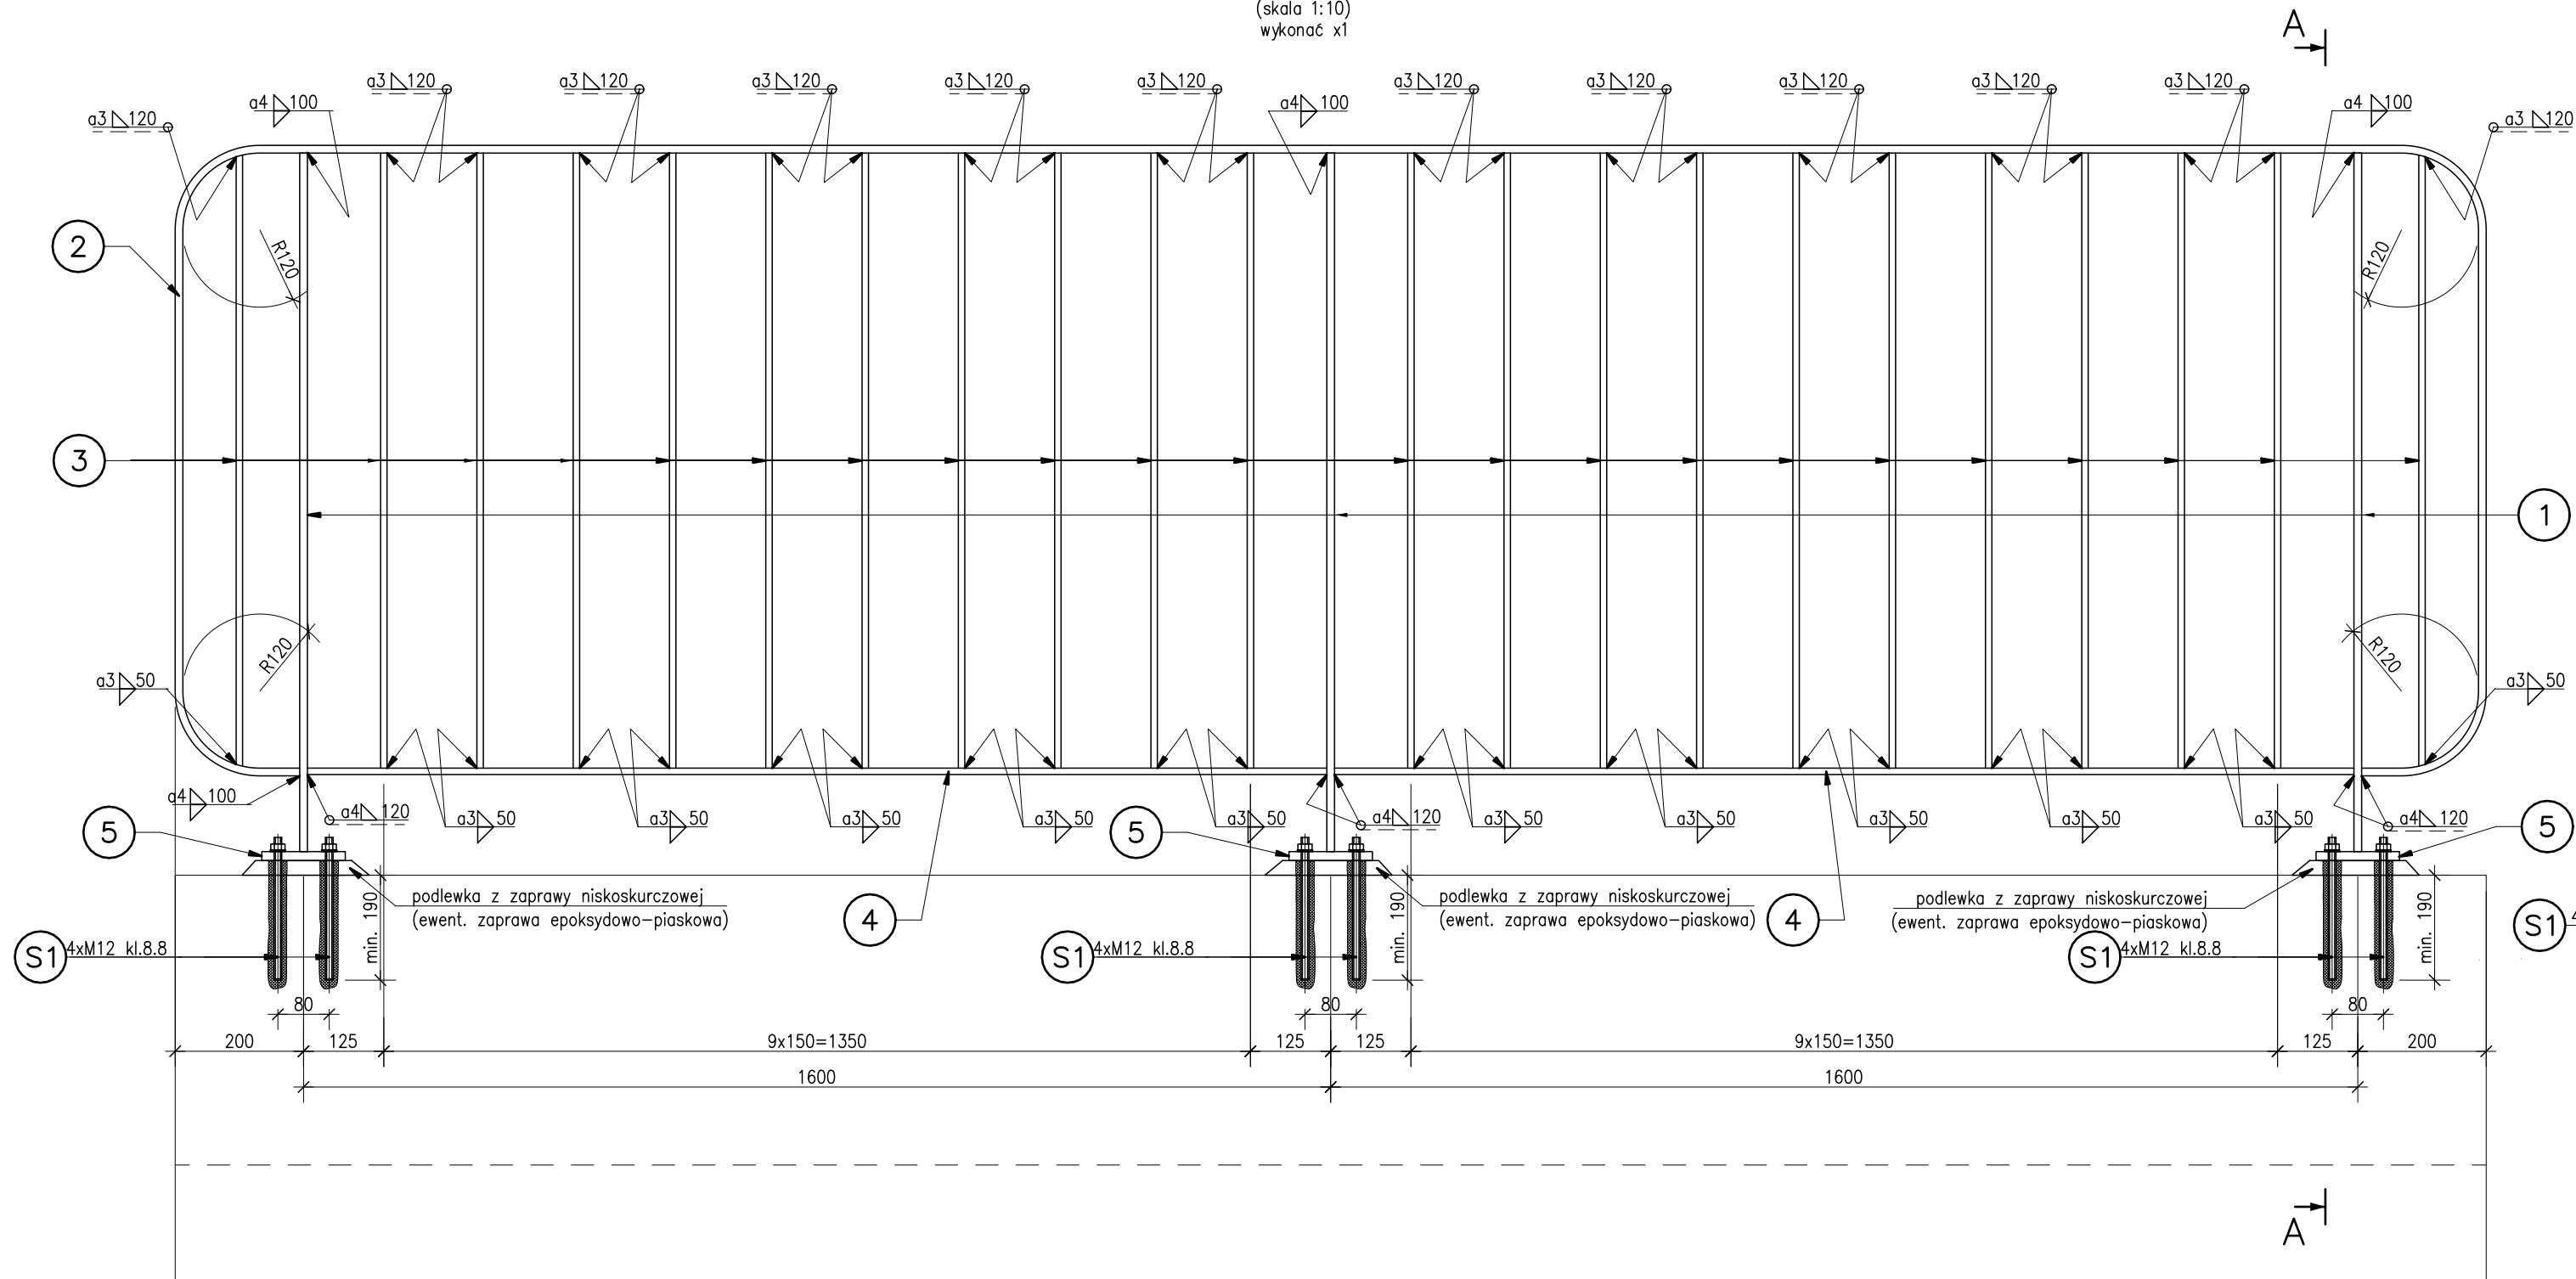 (skala 1:10)
wykonać x1
A
a3 120 a3 120 a3 120 a3 120 a3 120 a3 120 a3 120 a3 120 a3 120 a3 120
a4 100 a4 100 a4 100
a3 120 a3 120
2
R120 R120
3
1
R120 R120
a3 50 a3 50
a4 100 a4 120 a4 120 a4 120
a3 50 a3 50 a3 50 a3 50 a3 50 a3 50 a3 50 a3 50 a3 50 a3 50
5 5 5
podlewka z zaprawy niskoskurczowej podlewka z zaprawy niskoskurczowej podlewka z zaprawy niskoskurczowej
(ewent. zaprawa epoksydowo-piaskowa) (ewent. zaprawa epoksydowo-piaskowa) (ewent. zaprawa epoksydowo-piaskowa)
4 4
min. 190 min. 190 min. 190
S1 4xM12 kl.8.8 S1 4xM12 kl.8.8 S1 4xM12 kl.8.8 S1
80 80 80
200 125 9x150=1350 125 125 9x150=1350 125 200
1600 1600
A